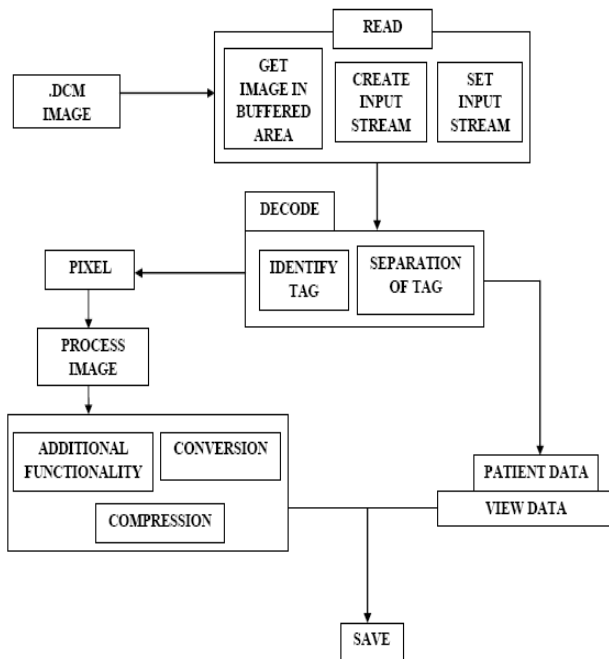 READ
GET
IMAGE IN
BUFFERED
AREA
CREATE
INPUT
STREAM
SET
INPUT
STREAM
.DCM
IMAGE
DECODE
IDENTIFY
TAG
SEPARATION
OF TAG
PIXEL
PROCESS
IMAGE
ADDITIONAL
FUNCTIONALITY
CONVERSION
COMPRESSION
PATIENT DATA
VIEW DATA
SAVE